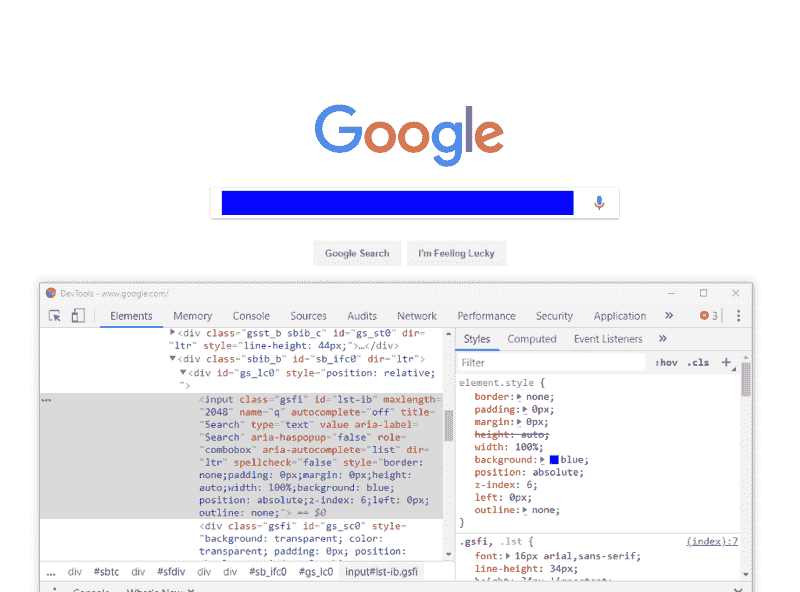 Google
Google Search I'm Feeling Lucky
DevTools - www.google.com/
Elements Memory Console Sources Audits Network Performance Security Application » 3
<div class="gsst_b sbib_c" id="gs_st0" dir=
"ltr" style="line-height: 44px;">…</div>
<div class="sbib_b" id="sb_ifc0" dir="ltr">
<div id="gs_lc0" style="position: relative;
">
<input class="gsfi" id="lst-ib" maxlength=
"2048" name="q" autocomplete="off" title=
"Search" type="text" value aria-label=
"Search" aria-haspopup="false" role=
"combobox" aria-autocomplete="list" dir=
"ltr" spellcheck="false" style="border:
none;padding: 0px;margin: 0px;height:
auto;width: 100%;background: blue;
position: absolute;z-index: 6;left: 0px;
outline: none;"> == $0
<div class="gsfi" id="gs_sc0" style=
"background: transparent; color:
transparent; padding: 0px; position:
... div #sbtc div #sfdiv div div #sb_ifc0 #gs_lc0 input#lst-ib.gsfi
Styles Computed Event Listeners »
Filter :hov .cls +
element.style {
border: none;
padding: 0px;
margin: 0px;
height: auto;
width: 100%;
background: blue;
position: absolute;
z-index: 6;
left: 0px;
outline: none;
}
.gsfi, .lst { (index):7
font: 16px arial,sans-serif;
line-height: 34px;